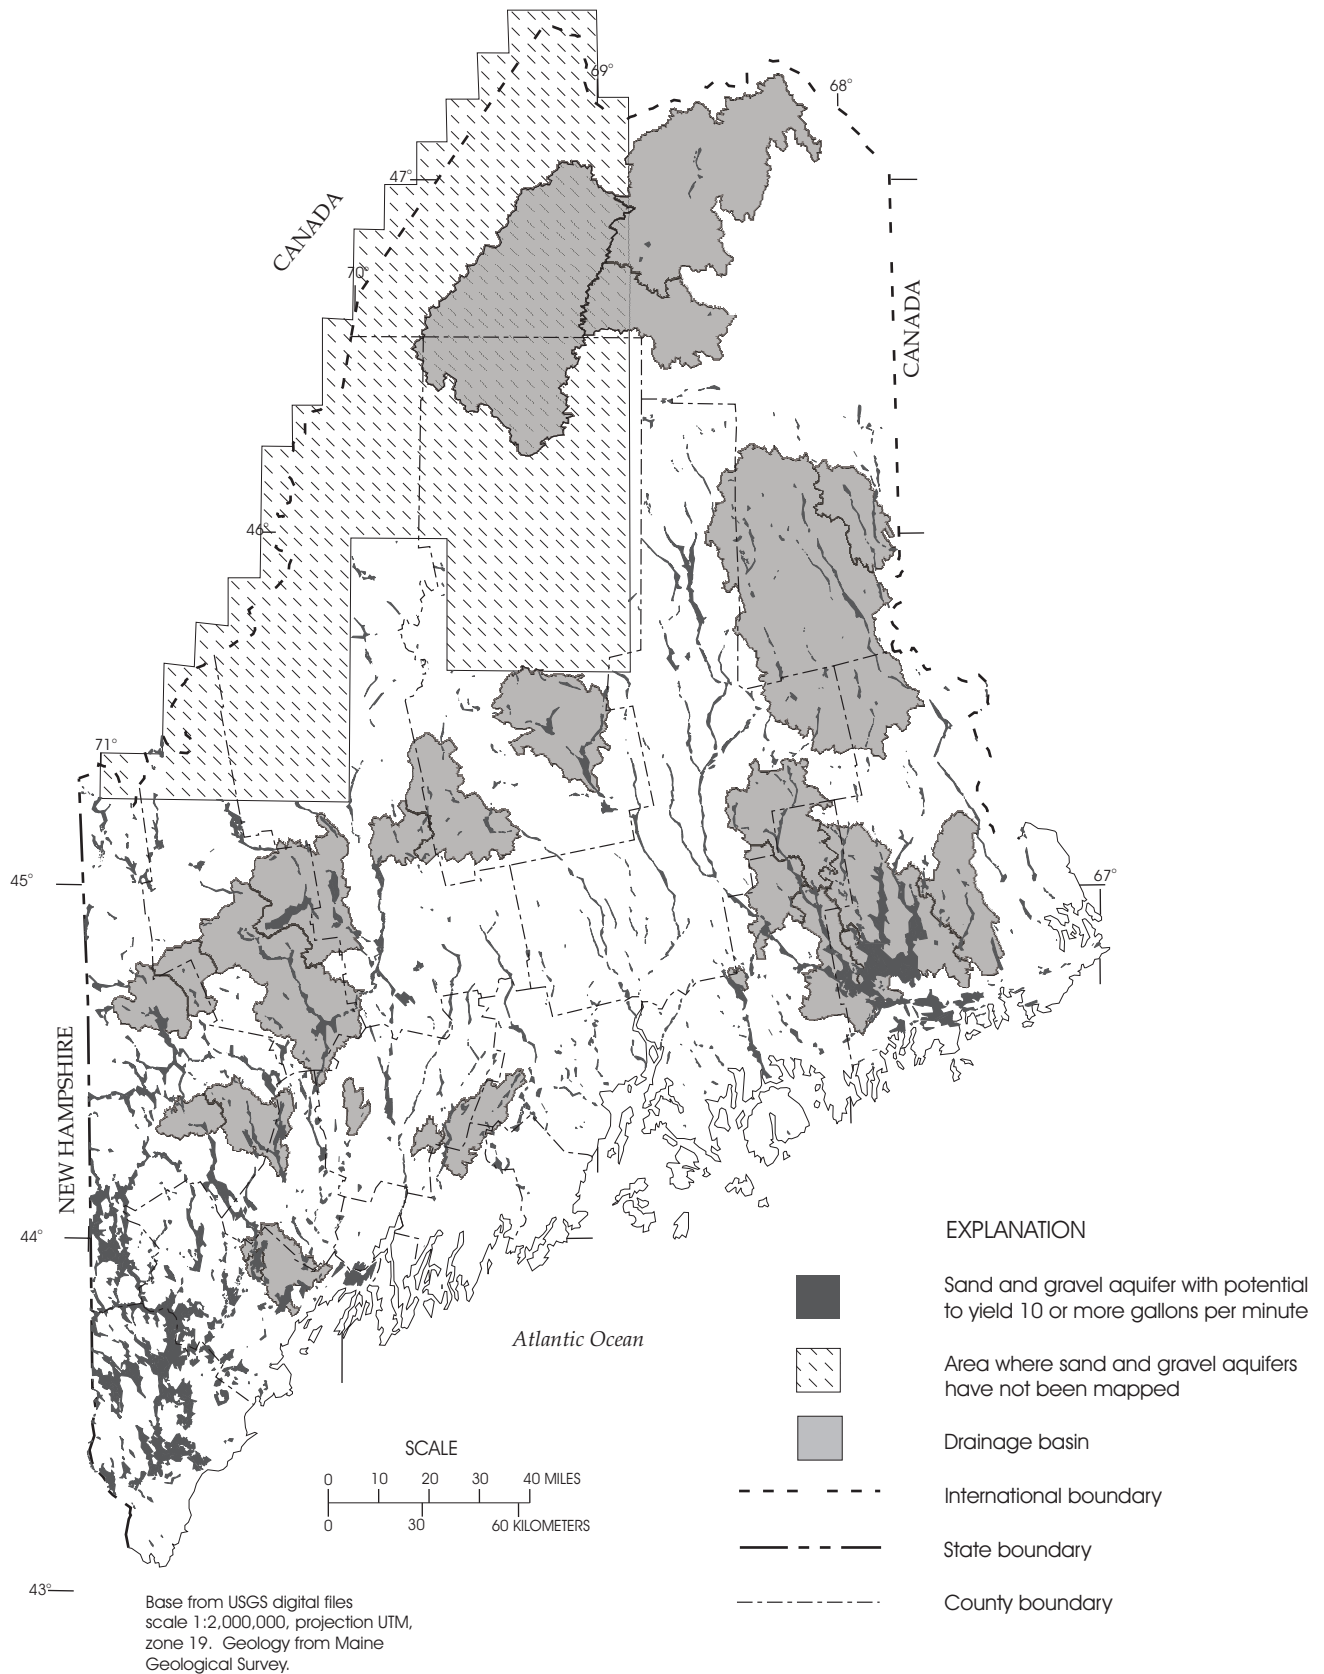 69°
68°
47°
CANADA
70°
CANADA
46°
71°
45°
67°
NEW HAMPSHIRE
44°
EXPLANATION
Sand and gravel aquifer with potential
to yield 10 or more gallons per minute
Atlantic Ocean
Area where sand and gravel aquifers
have not been mapped
Drainage basin
SCALE
0 10 20 30 40 MILES
0 30 60 KILOMETERS
International boundary
State boundary
43°
County boundary
Base from USGS digital files
scale 1:2,000,000, projection UTM,
zone 19. Geology from Maine
Geological Survey.